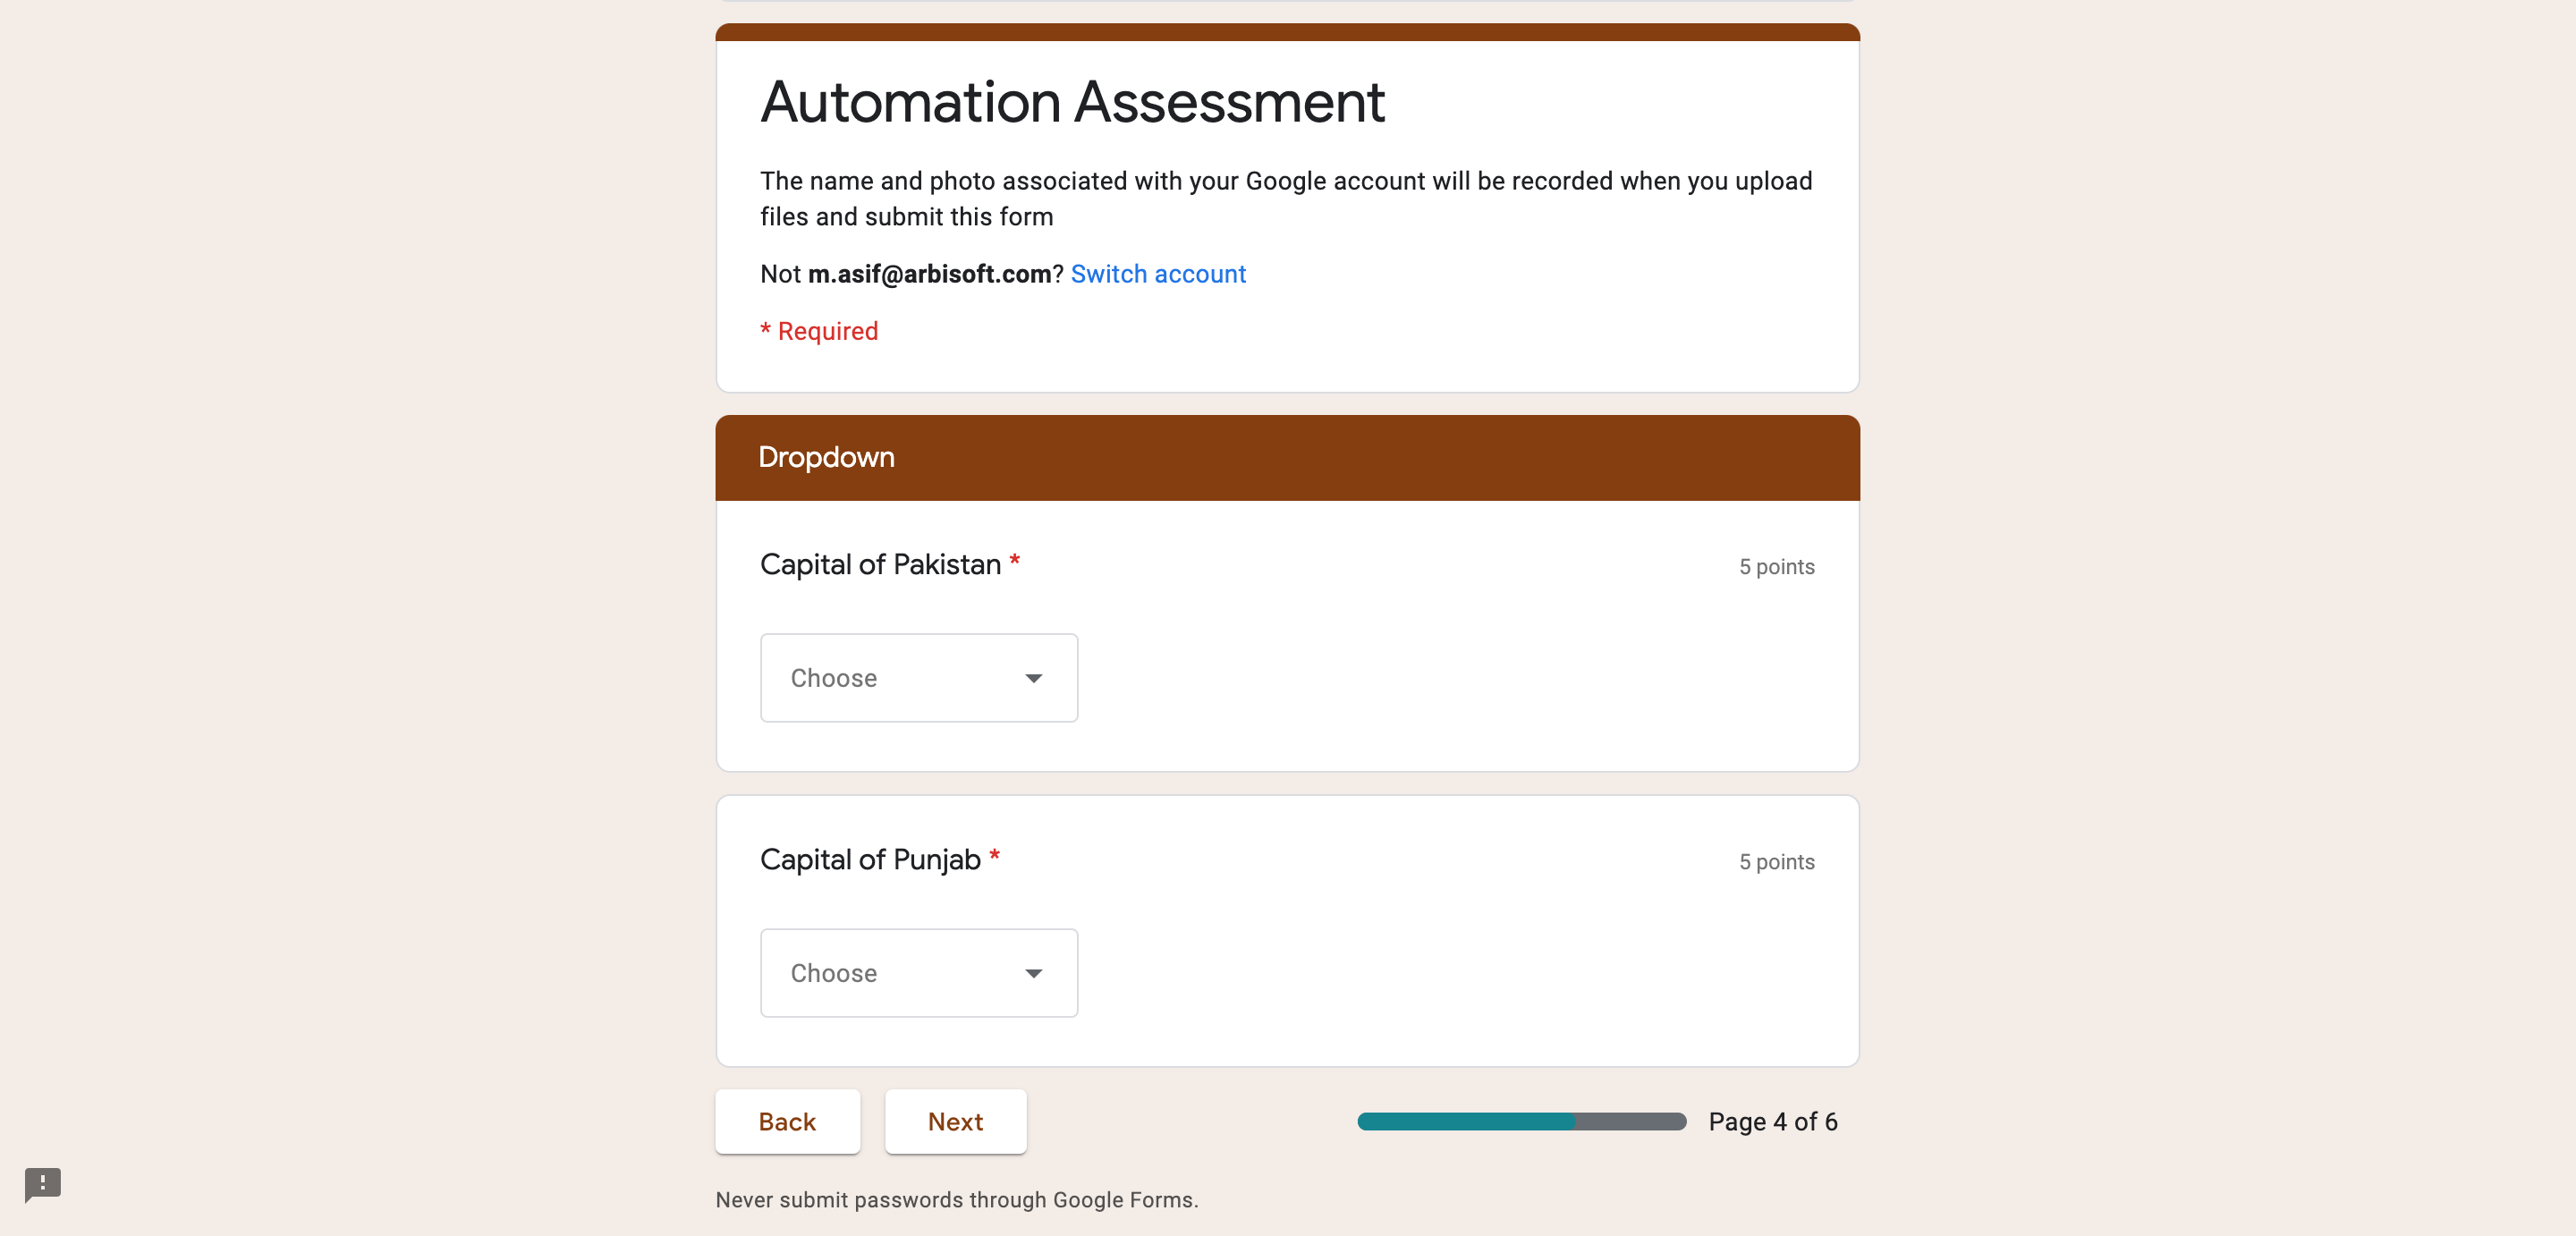 Automation Assessment
The name and photo associated with your Google account will be recorded when you upload
files and submit this form
Not m.asif@arbisoft.com? Switch account
* Required
Dropdown
Capital of Pakistan *
5 points
Choose
Capital of Punjab *
5 points
Choose
Back
Next
Page 4 of 6
Never submit passwords through Google Forms.